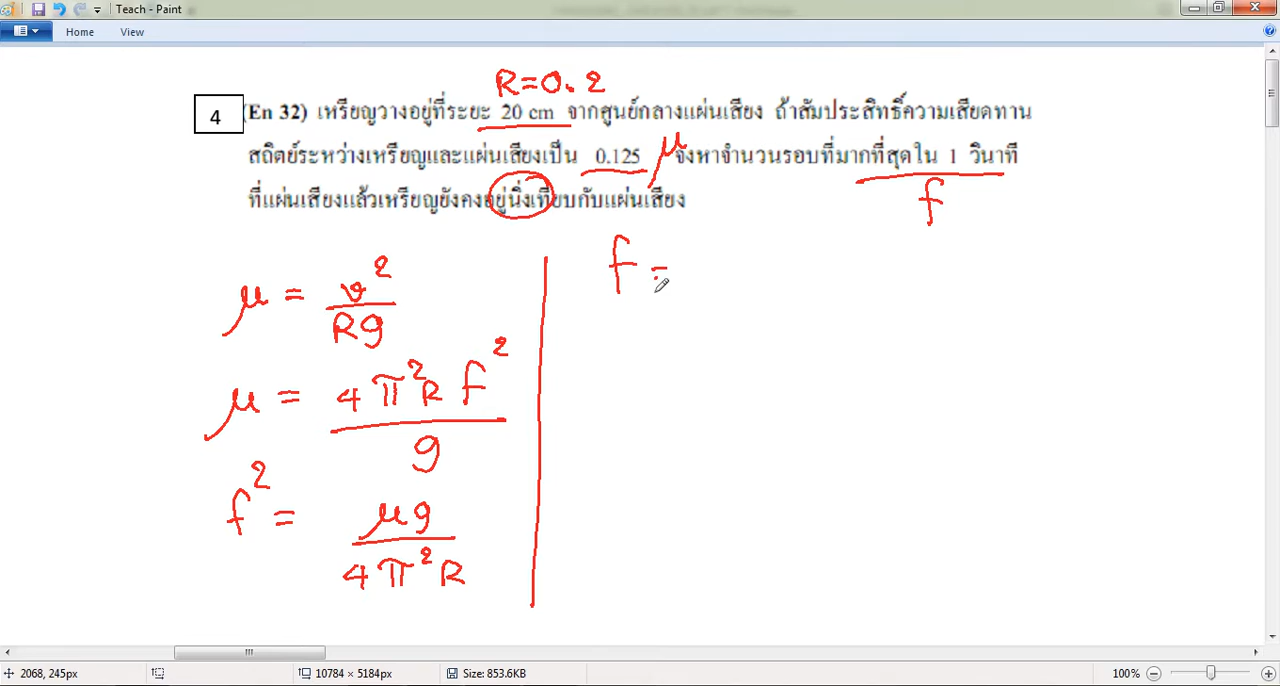 Teach - Paint
Home View
R = 0.2
4 (En 32) เหรียญวางอยู่ที่ระยะ 20 cm จากศูนย์กลางแผ่นเสียง ถ้าสัมประสิทธิ์ความเสียดทาน
สถิตย์ระหว่างเหรียญและแผ่นเสียงเป็น 0.125 μ จงหาจำนวนรอบที่มากที่สุดใน 1 วินาที
ที่แผ่นเสียงแล้วเหรียญยังคงอยู่นิ่งเทียบกับแผ่นเสียง
f
μ = v² / Rg
μ = 4π²R f² / g
f² = μg / 4π²R
f =
2068, 245px 10784 × 5184px Size: 853.6KB 100%